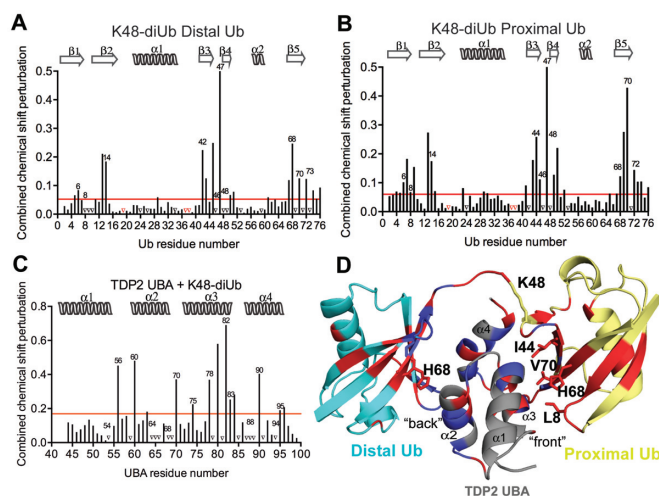 A
K48-diUb Distal Ub
β1 β2 α1 β3 β4 α2 β5
Combined chemical shift perturbation
0.5
0.4
0.3
0.2
0.1
0.0
6 8 14 42 46 47 48 68 70 73
0 4 8 12 16 20 24 28 32 36 40 44 48 52 56 60 64 68 72 76
Ub residue number
B
K48-diUb Proximal Ub
β1 β2 α1 β3 β4 α2 β5
Combined chemical shift perturbation
0.5
0.4
0.3
0.2
0.1
0.0
6 8 14 44 46 47 48 68 70 72
0 4 8 12 16 20 24 28 32 36 40 44 48 52 56 60 64 68 72 76
Ub residue number
C
TDP2 UBA + K48-diUb
α1 α2 α3 α4
Combined chemical shift perturbation
0.8
0.6
0.4
0.2
0.0
54 56 60 64 68 70 75 78 82 83 88 90 94 95
40 45 50 55 60 65 70 75 80 85 90 95 100
UBA residue number
D
K48
α4
I44
V70
H68
H68
L8
"back"
α3
α2
α1
"front"
Distal Ub
Proximal Ub
TDP2 UBA